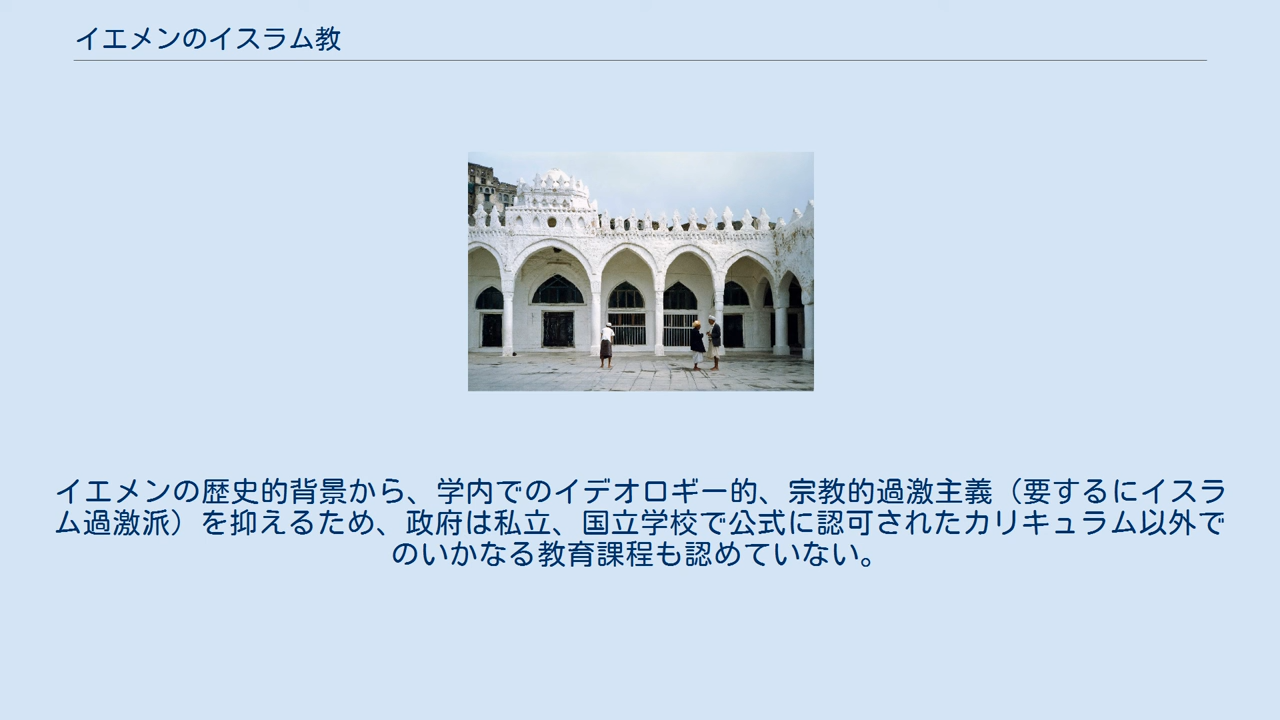 イエメンのイスラム教
イエメンの歴史的背景から、学内でのイデオロギー的、宗教的過激主義（要するにイスラ
ム過激派）を抑えるため、政府は私立、国立学校で公式に認可されたカリキュラム以外で
のいかなる教育課程も認めていない。